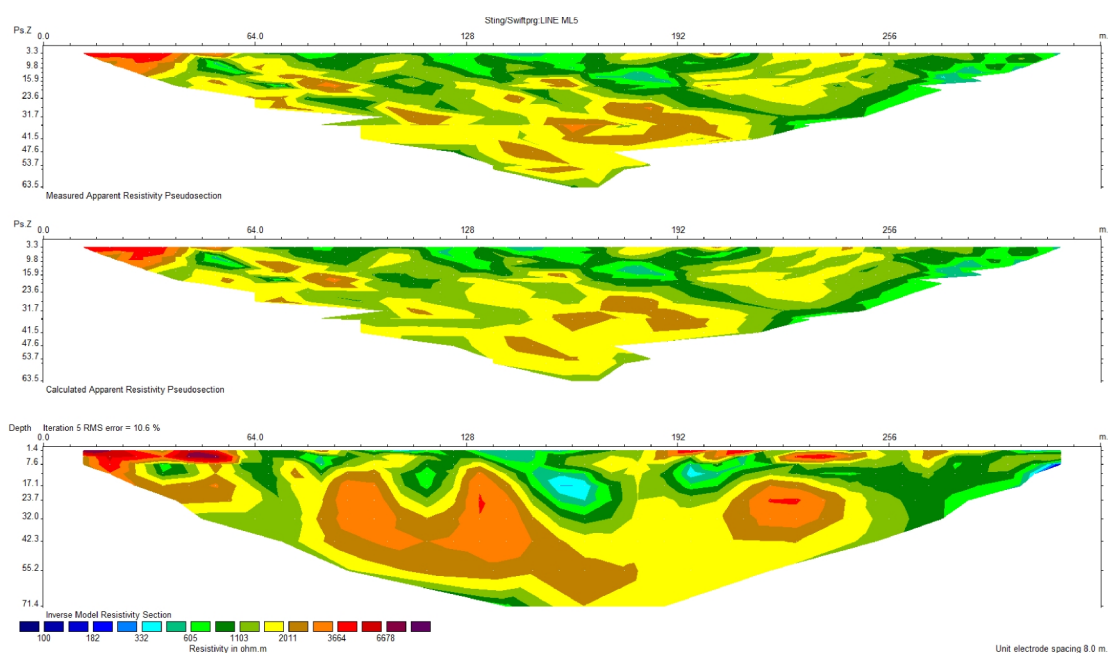 Sting/Swiftprg:LINE ML5
Ps.Z 0.0 64.0 128 192 256 m.
3.3
9.8
15.9
23.6
31.7
41.5
47.6
53.7
63.5
Measured Apparent Resistivity Pseudosection
Ps.Z 0.0 64.0 128 192 256 m.
3.3
9.8
15.9
23.6
31.7
41.5
47.6
53.7
63.5
Calculated Apparent Resistivity Pseudosection
Depth Iteration 5 RMS error = 10.6 %
0.0 64.0 128 192 256 m.
1.4
7.6
17.1
23.7
32.0
42.3
55.2
71.4
Inverse Model Resistivity Section
100 182 332 605 1103 2011 3664 6678
Resistivity in ohm.m
Unit electrode spacing 8.0 m.